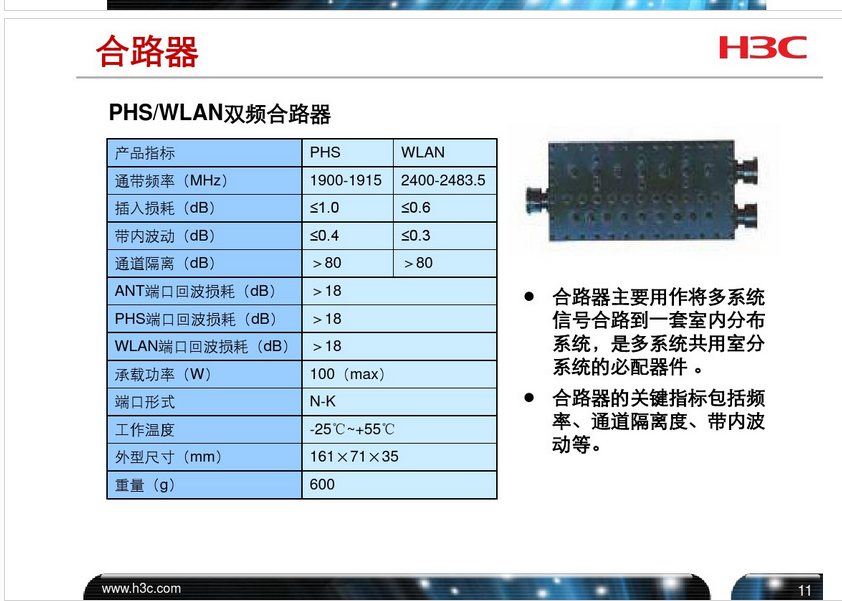 合路器
H3C
PHS/WLAN双频合路器
产品指标 PHS WLAN
通带频率（MHz） 1900-1915 2400-2483.5
插入损耗（dB） ≤1.0 ≤0.6
带内波动（dB） ≤0.4 ≤0.3
通道隔离（dB） ＞80 ＞80
ANT端口回波损耗（dB） ＞18
PHS端口回波损耗（dB） ＞18
WLAN端口回波损耗（dB） ＞18
承载功率（W） 100（max）
端口形式 N-K
工作温度 -25℃~+55℃
外型尺寸（mm） 161×71×35
重量（g） 600
● 合路器主要用作将多系统
信号合路到一套室内分布
系统，是多系统共用室分
系统的必配器件 。
● 合路器的关键指标包括频
率、通道隔离度、带内波
动等。
www.h3c.com
11